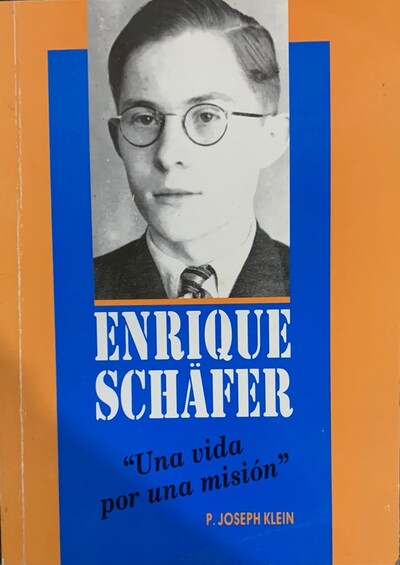 ENRIQUE
SCHÄFER
“Una vida
por una misión”
P. JOSEPH KLEIN